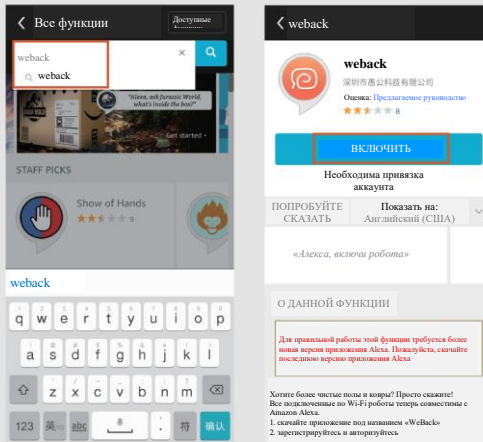 Все функции
Доступные
weback
weback
"Alexa, ask Jurassic World,
what's inside the box?"
Get started
STAFF PICKS
Show of Hands
9
weback
q w e r t y u i o p
a s d f g h j k l
z x c v b n m
123 英 abc 符 确认
weback
weback
深圳市愚公科技有限公司
Оценка: Предлагаемое руководство
8
ВКЛЮЧИТЬ
Необходима привязка
аккаунта
ПОПРОБУЙТЕ
СКАЗАТЬ
Показать на:
Английский (США)
«Алекса, включи робота»
О ДАННОЙ ФУНКЦИИ
Для правильной работы этой функции требуется более
новая версия приложения Alexa. Пожалуйста, скачайте
последнюю версию приложения Alexa
Хотите более чистые полы и ковры? Просто скажите!
Все подключенные по Wi-Fi роботы теперь совместимы с
Amazon Alexa.
1. скачайте приложение под названием «WeBack»
2. зарегистрируйтесь и авторизуйтесь